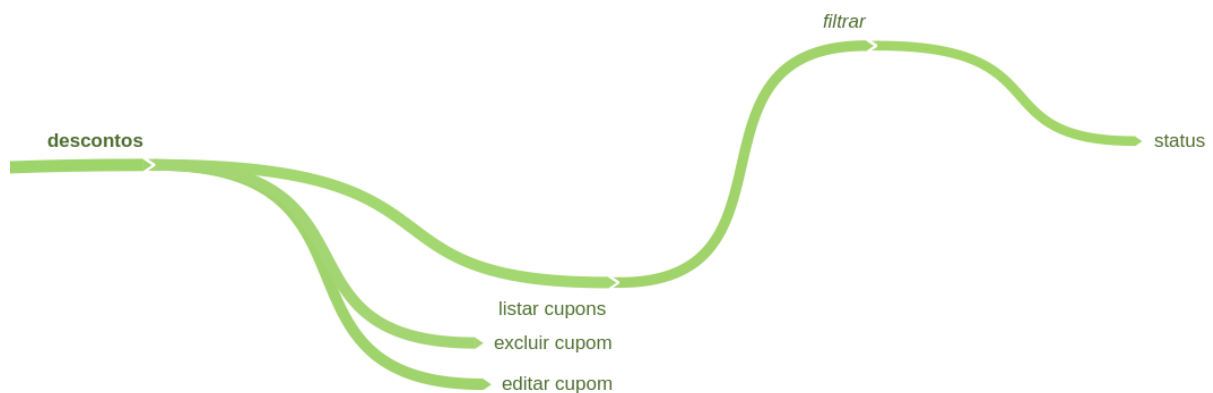 filtrar
descontos
status
listar cupons
excluir cupom
editar cupom